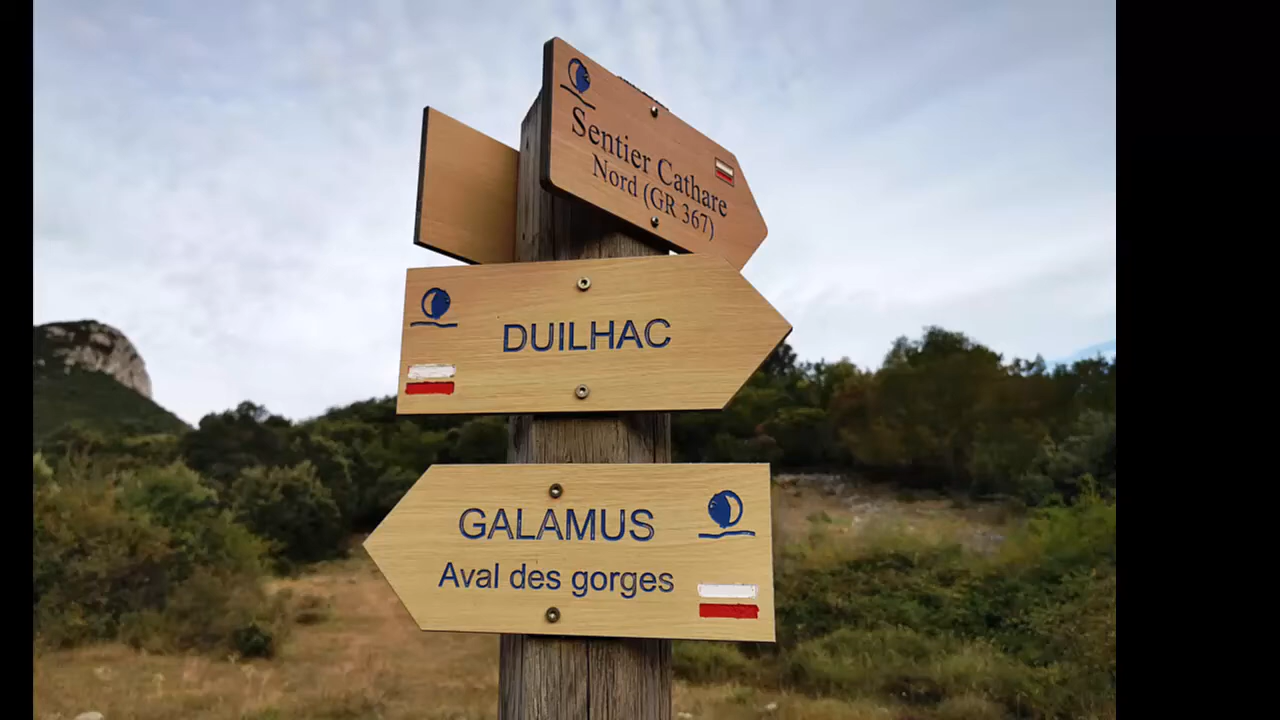 Sentier Cathare
Nord (GR 367)
DUILHAC
GALAMUS
Aval des gorges